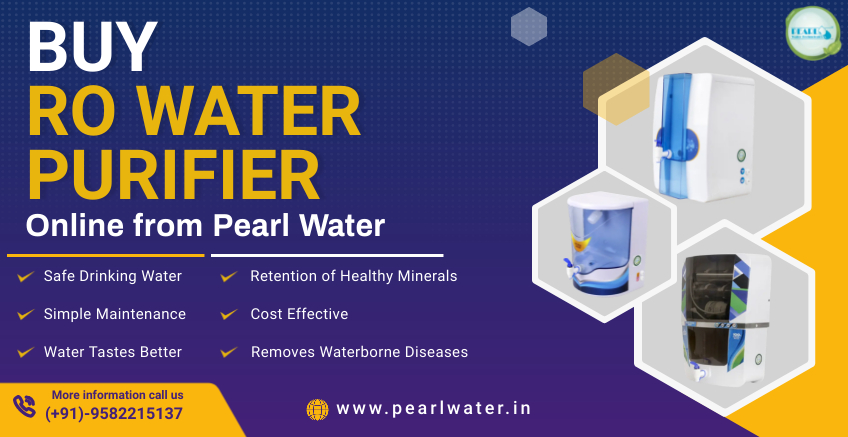 BUY
RO WATER
PURIFIER
Online from Pearl Water
Safe Drinking Water
Retention of Healthy Minerals
Simple Maintenance
Cost Effective
Water Tastes Better
Removes Waterborne Diseases
More information call us
(+91)-9582215137
www.pearlwater.in
PEARL